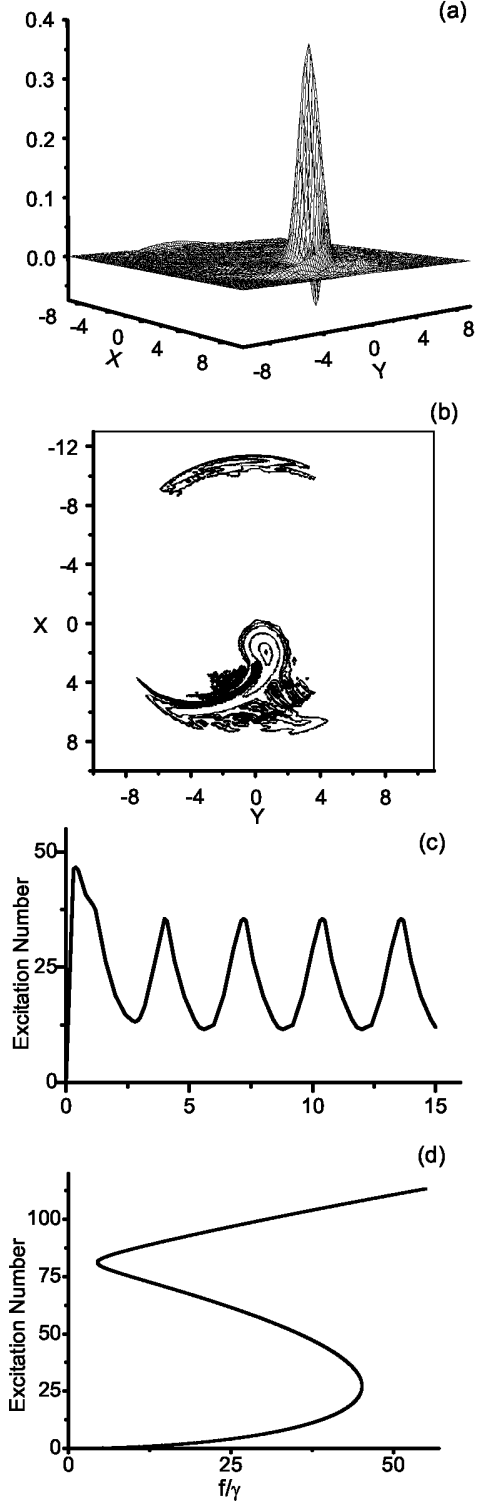 (a)
0.4
0.3
0.2
0.1
0.0
-8 -4 0 4 8
X
-8 -4 0 4 8
Y
(b)
-12
-8
-4
X 0
4
8
-8 -4 0 4 8
Y
(c)
Excitation Number
50
25
0
0 5 10 15
(d)
Excitation Number
100
75
50
25
0
0 25 50
f/γ